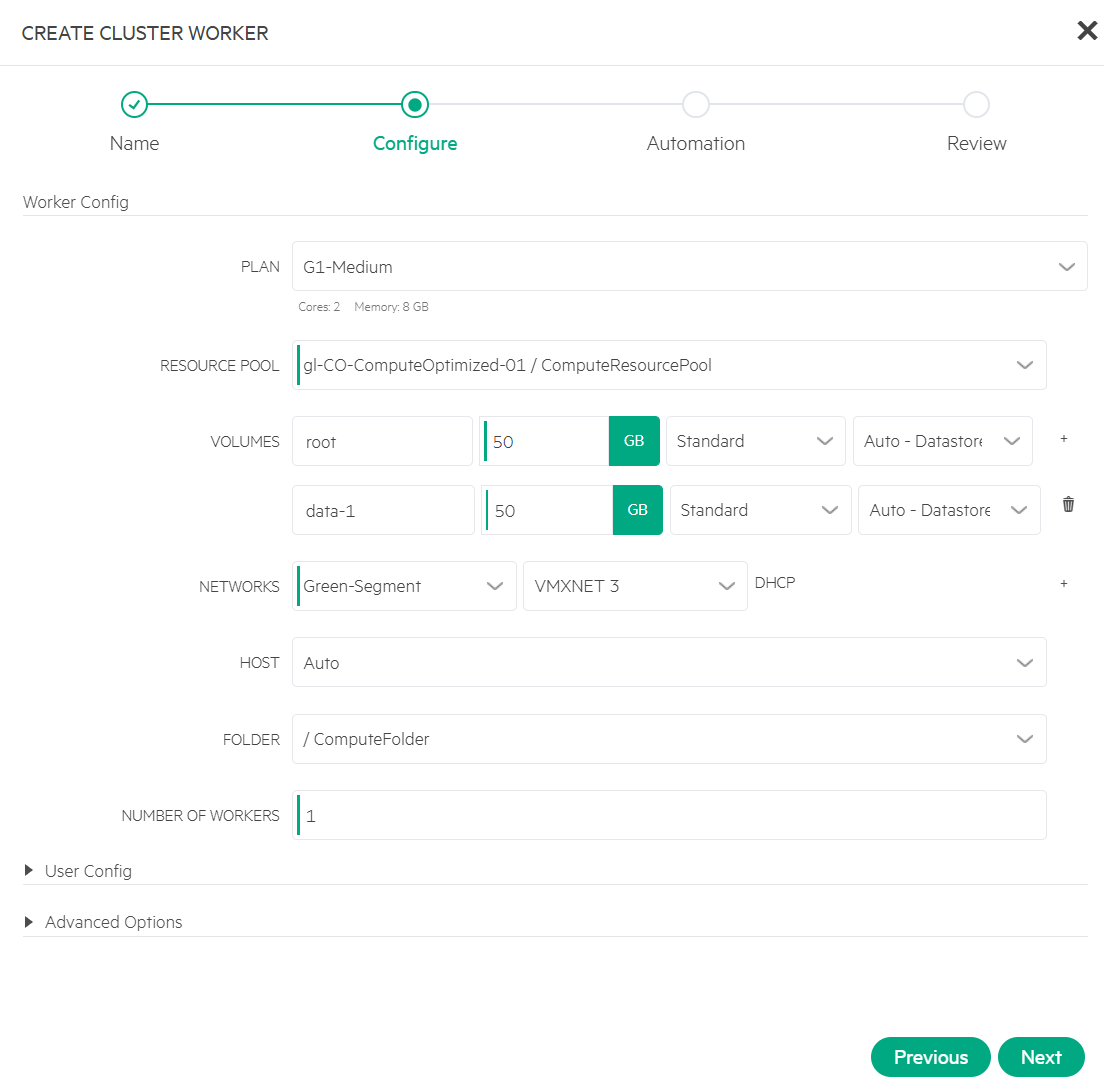 CREATE CLUSTER WORKER
Name Configure Automation Review
Worker Config
PLAN G1-Medium
Cores: 2 Memory: 8 GB
RESOURCE POOL gl-CO-ComputeOptimized-01 / ComputeResourcePool
VOLUMES root 50 GB Standard Auto - Datastore +
data-1 50 GB Standard Auto - Datastore
NETWORKS Green-Segment VMXNET 3 DHCP +
HOST Auto
FOLDER / ComputeFolder
NUMBER OF WORKERS 1
User Config
Advanced Options
Previous Next